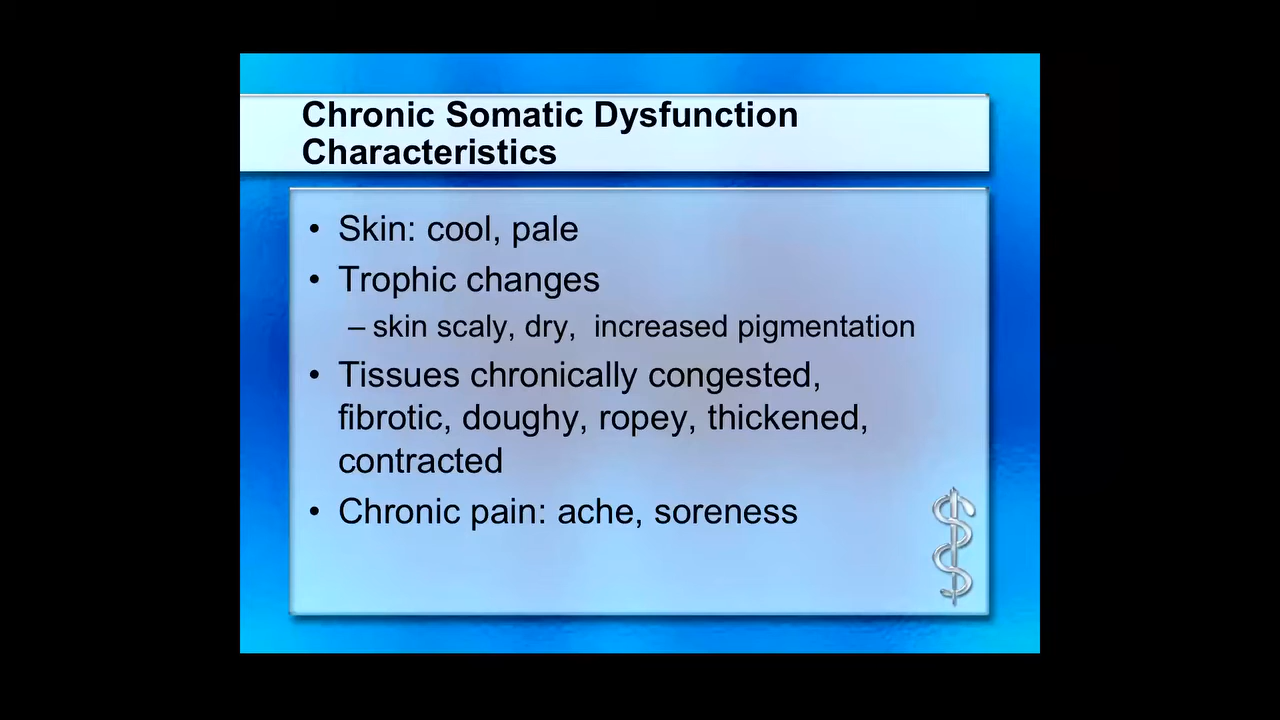 Chronic Somatic Dysfunction
Characteristics
• Skin: cool, pale
• Trophic changes
– skin scaly, dry, increased pigmentation
• Tissues chronically congested,
fibrotic, doughy, ropey, thickened,
contracted
• Chronic pain: ache, soreness